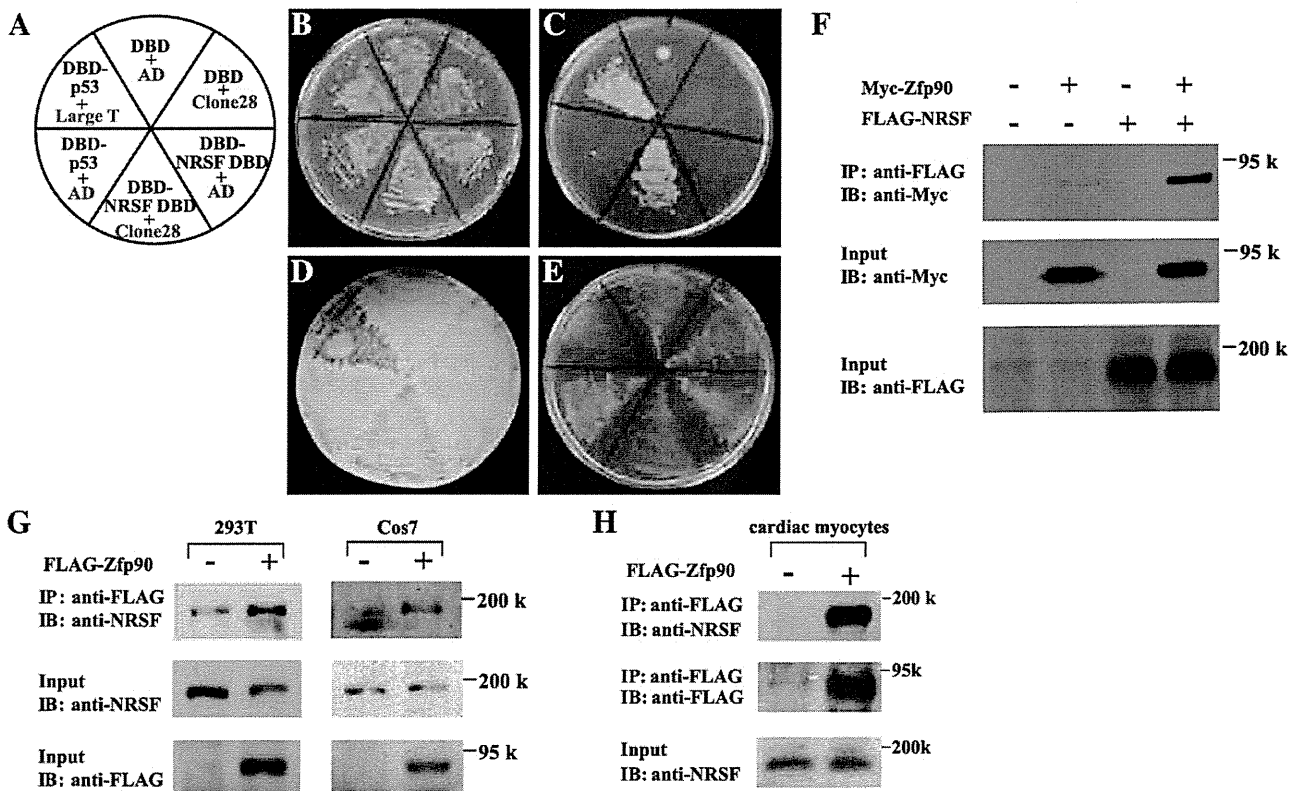 A
DBD
+
AD
DBD
+
Clone28
DBD-
NRSF DBD
+
AD
DBD-
NRSF DBD
+
Clone28
DBD-
p53
+
AD
DBD-
p53
+
Large T
B
C
D
E
F
Myc-Zfp90 - + - +
FLAG-NRSF - - + +
IP: anti-FLAG
IB: anti-Myc
95 k
Input
IB: anti-Myc
95 k
Input
IB: anti-FLAG
200 k
G
293T Cos7
FLAG-Zfp90 - + - +
IP: anti-FLAG
IB: anti-NRSF
200 k
Input
IB: anti-NRSF
200 k
Input
IB: anti-FLAG
95 k
H
cardiac myocytes
FLAG-Zfp90 - +
IP: anti-FLAG
IB: anti-NRSF
200 k
IP: anti-FLAG
IB: anti-FLAG
95k
Input
IB: anti-NRSF
200k